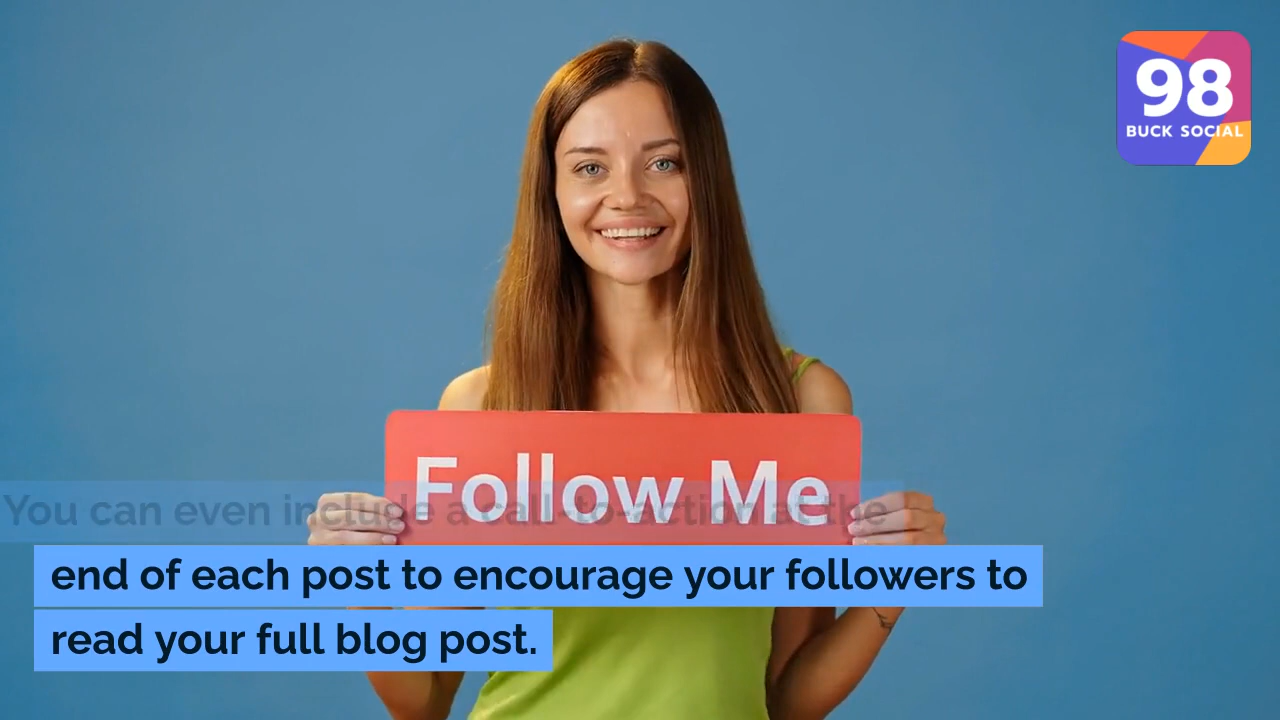 98
BUCK SOCIAL
Follow Me
You can even include a call-to-action at the
end of each post to encourage your followers to
read your full blog post.